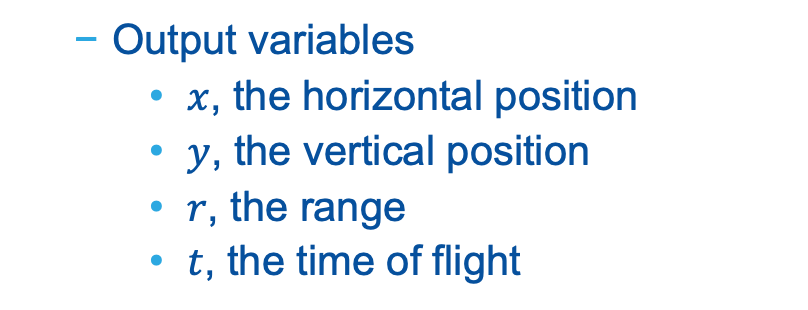 – Output variables
• x, the horizontal position
• y, the vertical position
• r, the range
• t, the time of flight